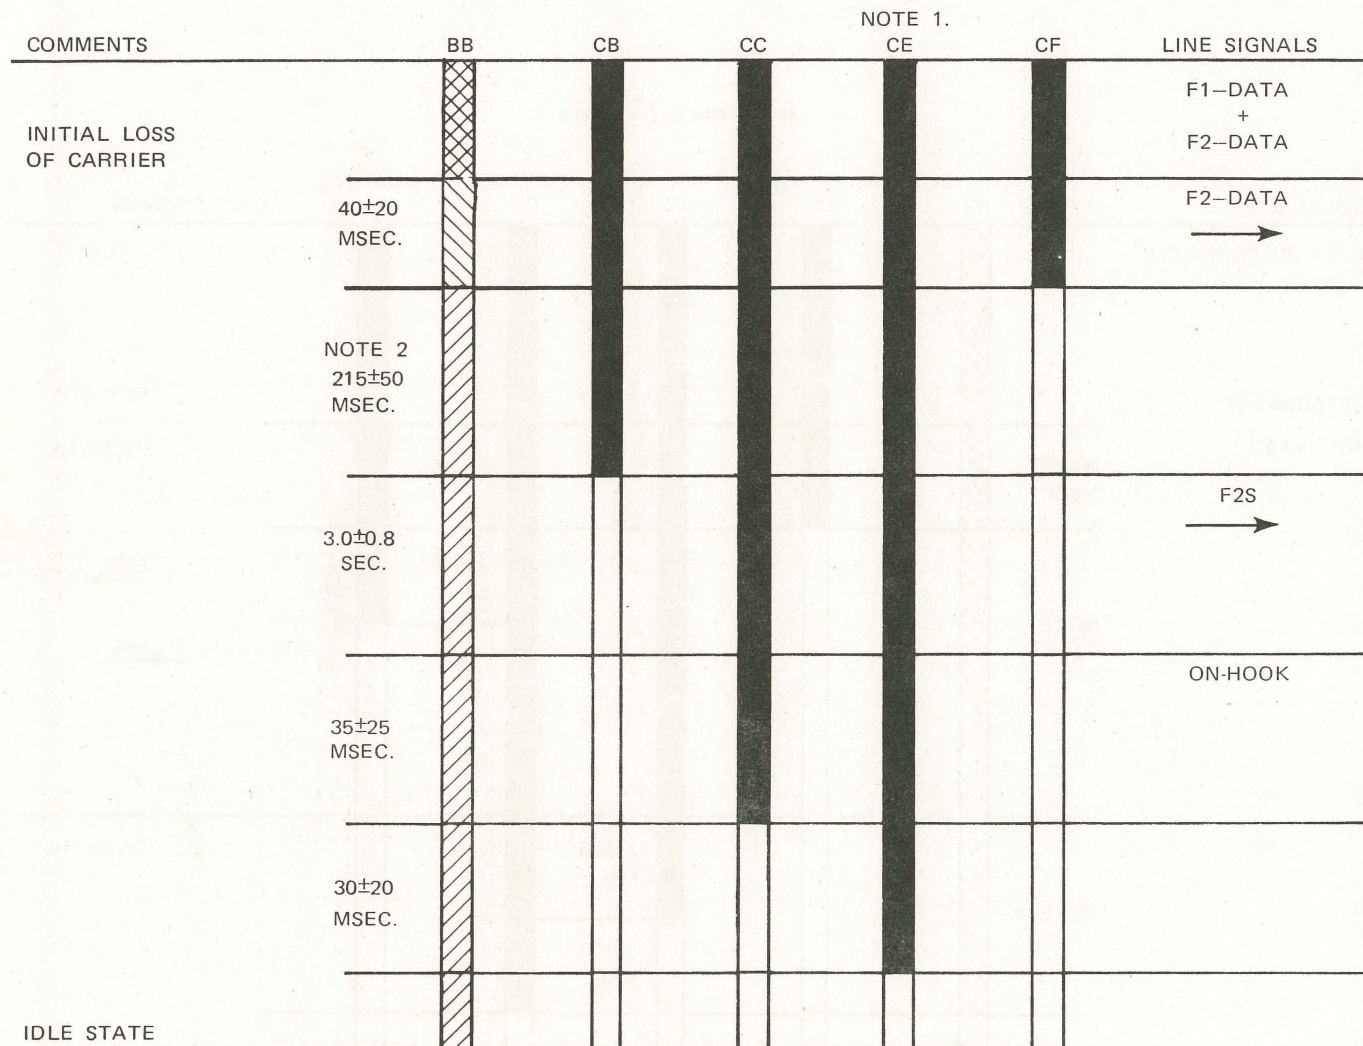 NOTE 1.
COMMENTS BB CB CC CE CF LINE SIGNALS
F1–DATA
+
F2–DATA
INITIAL LOSS
OF CARRIER
F2–DATA
40±20
MSEC.
NOTE 2
215±50
MSEC.
F2S
3.0±0.8
SEC.
ON-HOOK
35±25
MSEC.
30±20
MSEC.
IDLE STATE